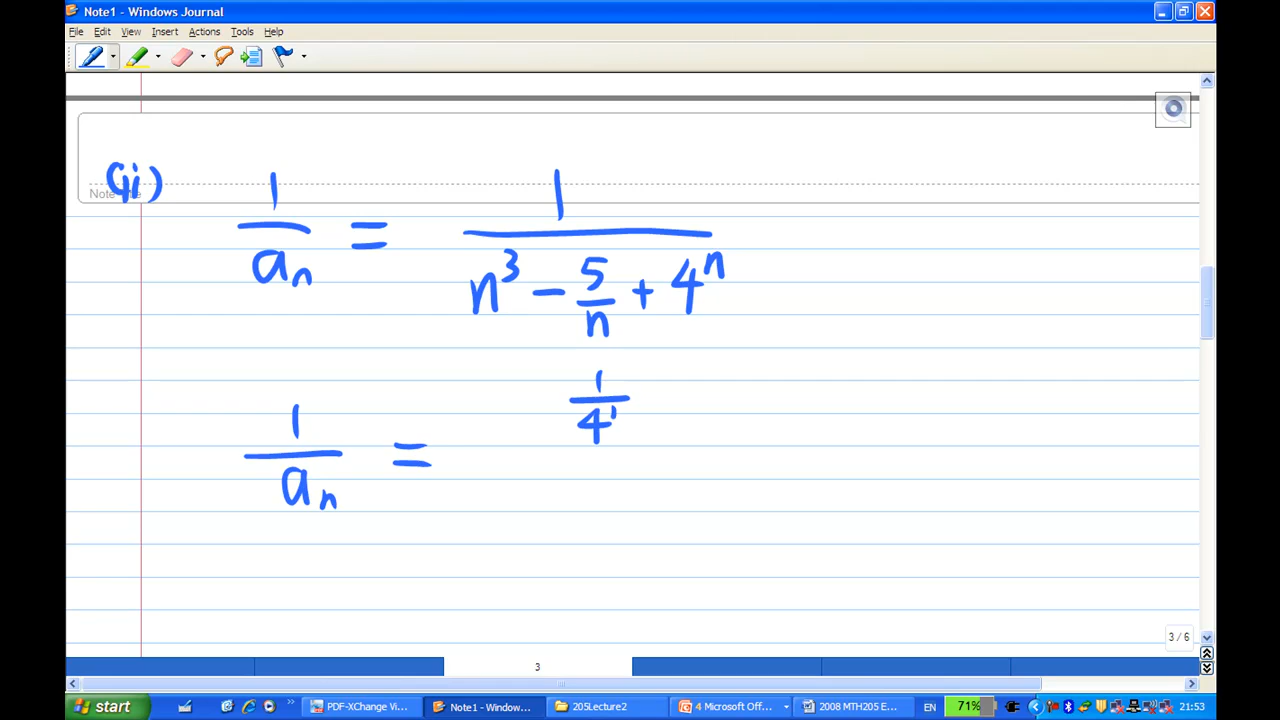 Note1 - Windows Journal
File Edit View Insert Actions Tools Help
(ii)
1/a_n = 1/(n^3 - 5/n + 4^n)
1/a_n = 1/4^1
3 / 6
3
start
PDF-XChange Vi...
Note1 - Window...
205Lecture2
4 Microsoft Off...
2008 MTH205 E...
EN
71%
21:53